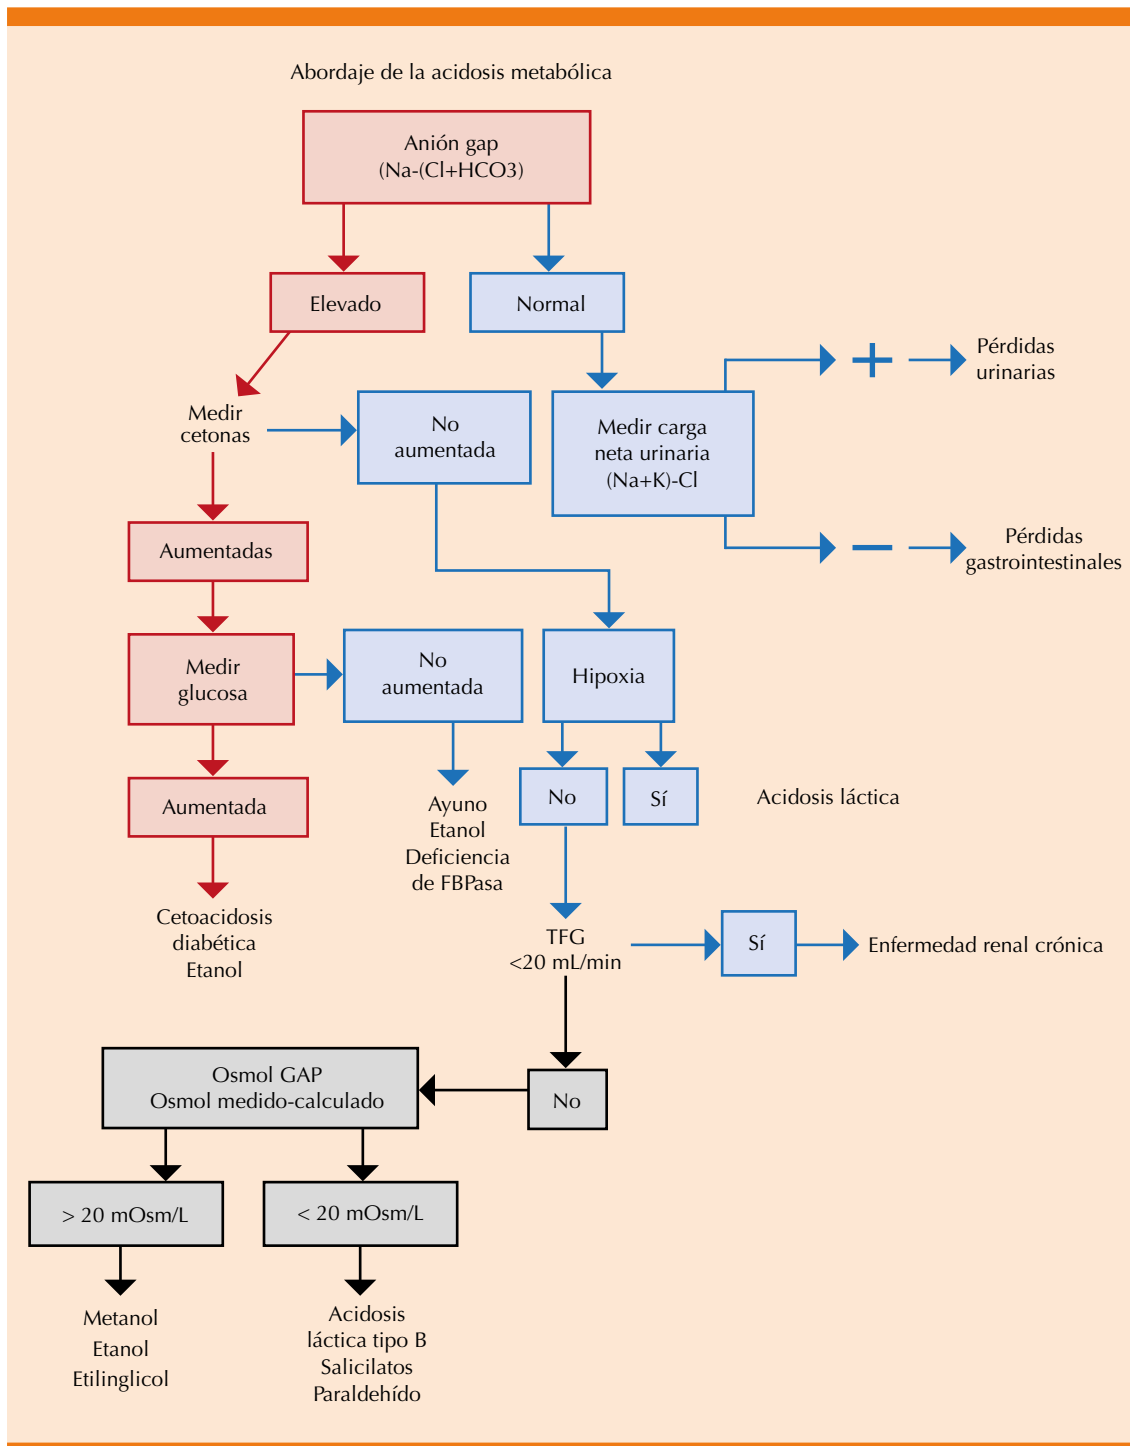 Abordaje de la acidosis metabólica
Anión gap
(Na-(Cl+HCO3)
Elevado
Normal
Pérdidas
urinarias
+
Medir
cetonas
No
aumentada
Medir carga
neta urinaria
(Na+K)-Cl
Aumentadas
−
Pérdidas
gastrointestinales
Medir
glucosa
No
aumentada
Hipoxia
Aumentada
No
Sí
Acidosis láctica
Ayuno
Etanol
Deficiencia
de FBPasa
Cetoacidosis
diabética
Etanol
TFG
<20 mL/min
Sí
Enfermedad renal crónica
Osmol GAP
Osmol medido-calculado
No
> 20 mOsm/L
< 20 mOsm/L
Metanol
Etanol
Etilinglicol
Acidosis
láctica tipo B
Salicilatos
Paraldehído